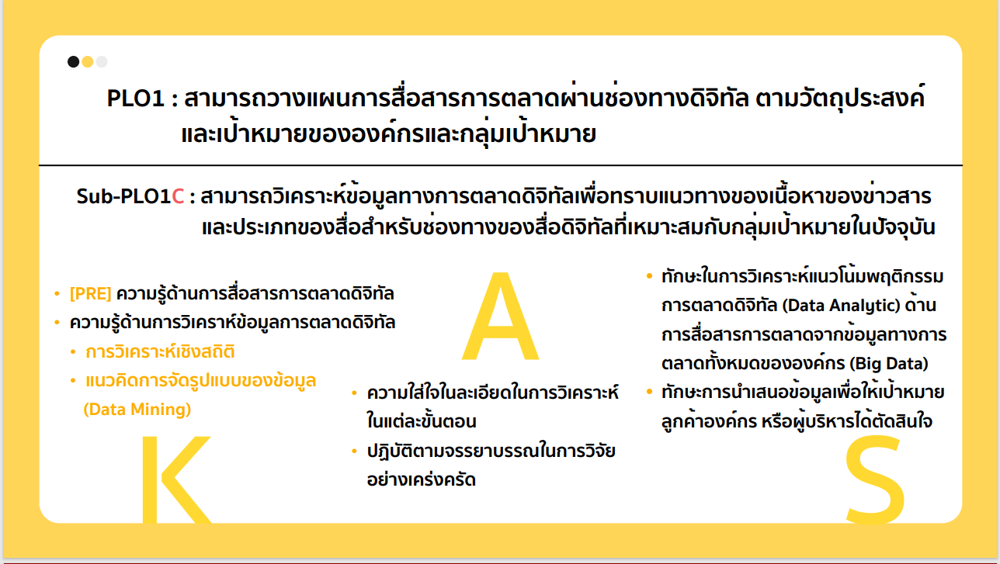 PLO1 : สามารถวางแผนการสื่อสารการตลาดผ่านช่องทางดิจิทัล ตามวัตถุประสงค์
และเป้าหมายขององค์กรและกลุ่มเป้าหมาย
Sub-PLO1C : สามารถวิเคราะห์ข้อมูลทางการตลาดดิจิทัลเพื่อทราบแนวทางของเนื้อหาของข่าวสาร
และประเภทของสื่อสำหรับช่องทางของสื่อดิจิทัลที่เหมาะสมกับกลุ่มเป้าหมายในปัจจุบัน
• [PRE] ความรู้ด้านการสื่อสารการตลาดดิจิทัล
• ความรู้ด้านการวิเคราห์ข้อมูลการตลาดดิจิทัล
• การวิเคราะห์เชิงสถิติ
• แนวคิดการจัดรูปแบบของข้อมูล
(Data Mining)
K
A
• ความใส่ใจในละเอียดในการวิเคราะห์
ในแต่ละขั้นตอน
• ปฏิบัติตามจรรยาบรรณในการวิจัย
อย่างเคร่งครัด
• ทักษะในการวิเคราะห์แนวโน้มพฤติกรรม
การตลาดดิจิทัล (Data Analytic) ด้าน
การสื่อสารการตลาดจากข้อมูลทางการ
ตลาดทั้งหมดขององค์กร (Big Data)
• ทักษะการนำเสนอข้อมูลเพื่อให้เป้าหมาย
ลูกค้าองค์กร หรือผู้บริหารได้ตัดสินใจ
S